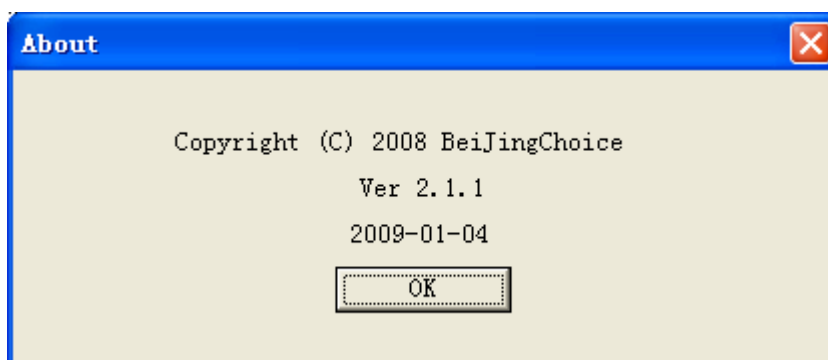 About
Copyright (C) 2008 BeiJingChoice
Ver 2.1.1
2009-01-04
OK